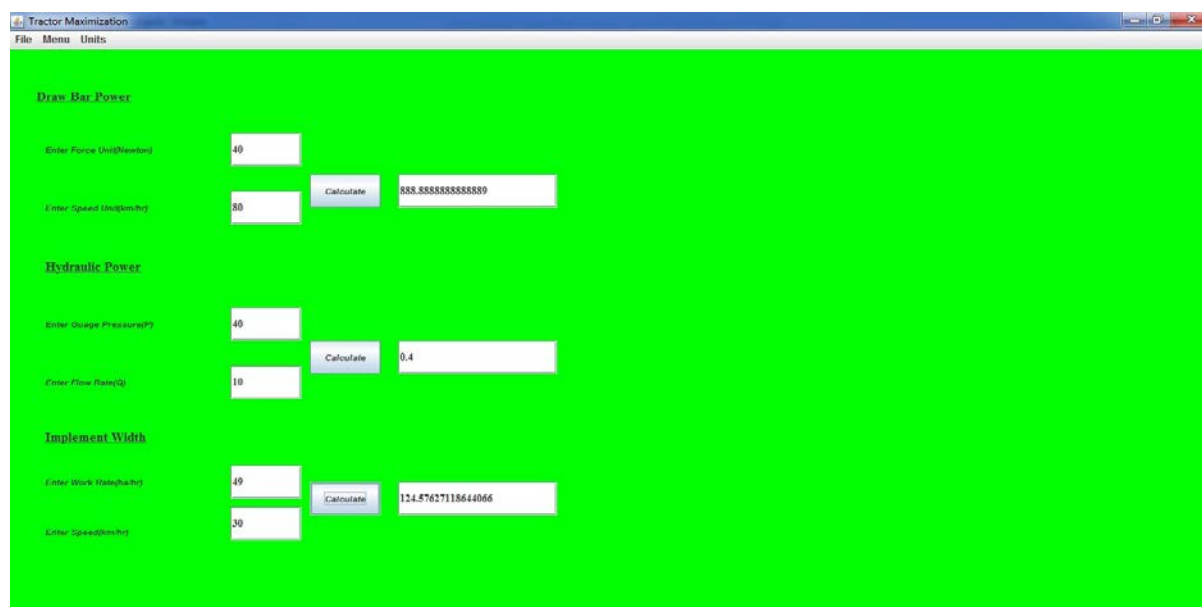 Tractor Maximization
File Menu Units
Draw Bar Power
Enter Force Unit(Newton)
40
Calculate
888.8888888888889
Enter Speed Unit(km/hr)
80
Hydraulic Power
Enter Guage Pressure(P)
40
Calculate
0.4
Enter Flow Rate(Q)
10
Implement Width
Enter Work Rate(ha/hr)
49
Calculate
124.57627118644066
Enter Speed(km/hr)
30